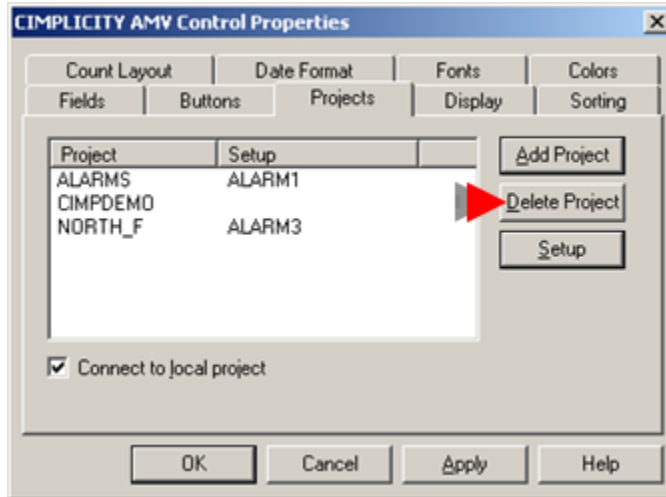 CIMPLICITY AMV Control Properties
Count Layout Date Format Fonts Colors
Fields Buttons Projects Display Sorting
Project Setup
ALARMS ALARM1
CIMPDEMO
NORTH_F ALARM3
Add Project
Delete Project
Setup
Connect to local project
OK Cancel Apply Help